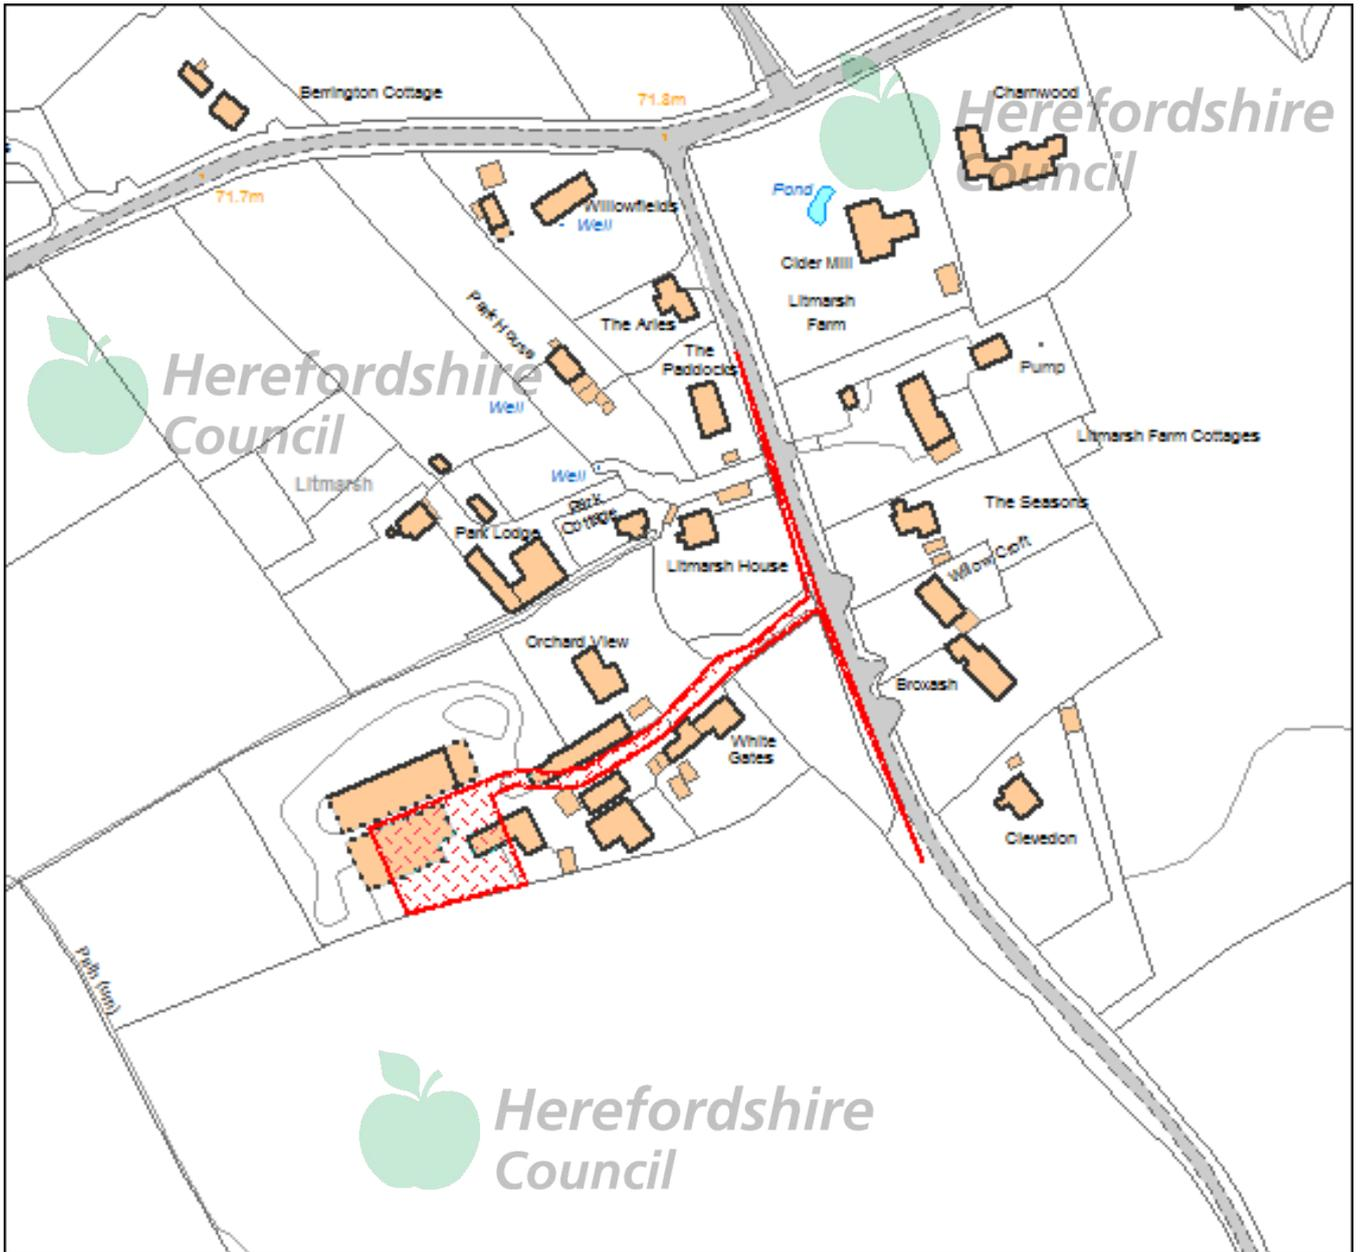 Berrington Cottage
71.8m
Charnwood
Herefordshire
Council
71.7m
Willowfields
Well
Pond
Cider Mill
Litmarsh
Farm
Park House
The Arles
The
Paddocks
Pump
Herefordshire
Council
Well
Litmarsh Farm Cottages
Litmarsh
Well
Park
Cottage
Park Lodge
The Seasons
Litmarsh House
Willow Croft
Orchard View
Broxash
White
Gates
Clevedon
Path (um)
Herefordshire
Council